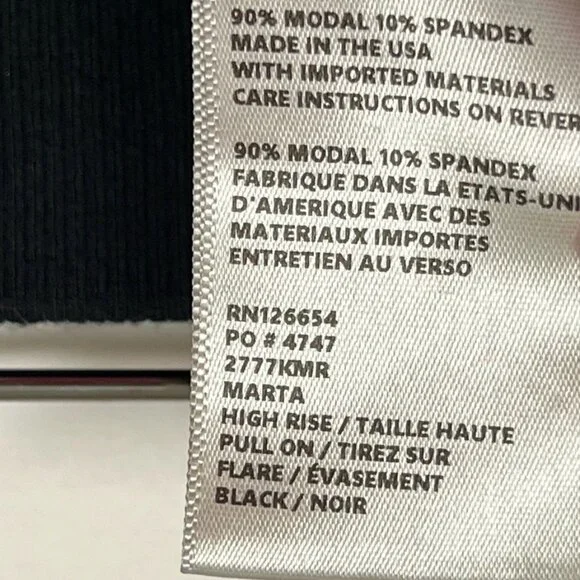 90% MODAL 10% SPANDEX
MADE IN THE USA
WITH IMPORTED MATERIALS
CARE INSTRUCTIONS ON REVER
90% MODAL 10% SPANDEX
FABRIQUE DANS LA ETATS-UNI
D'AMERIQUE AVEC DES
MATERIAUX IMPORTES
ENTRETIEN AU VERSO
RN126654
PO # 4747
2777KMR
MARTA
HIGH RISE / TAILLE HAUTE
PULL ON / TIREZ SUR
FLARE / ÉVASEMENT
BLACK / NOIR